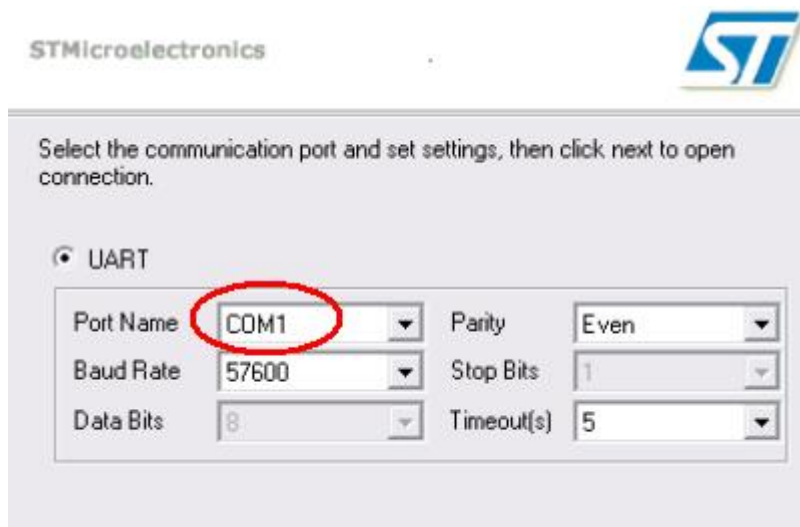 STMicroelectronics
ST
Select the communication port and set settings, then click next to open
connection.
UART
Port Name COM1 Parity Even
Baud Rate 57600 Stop Bits 1
Data Bits 8 Timeout(s) 5